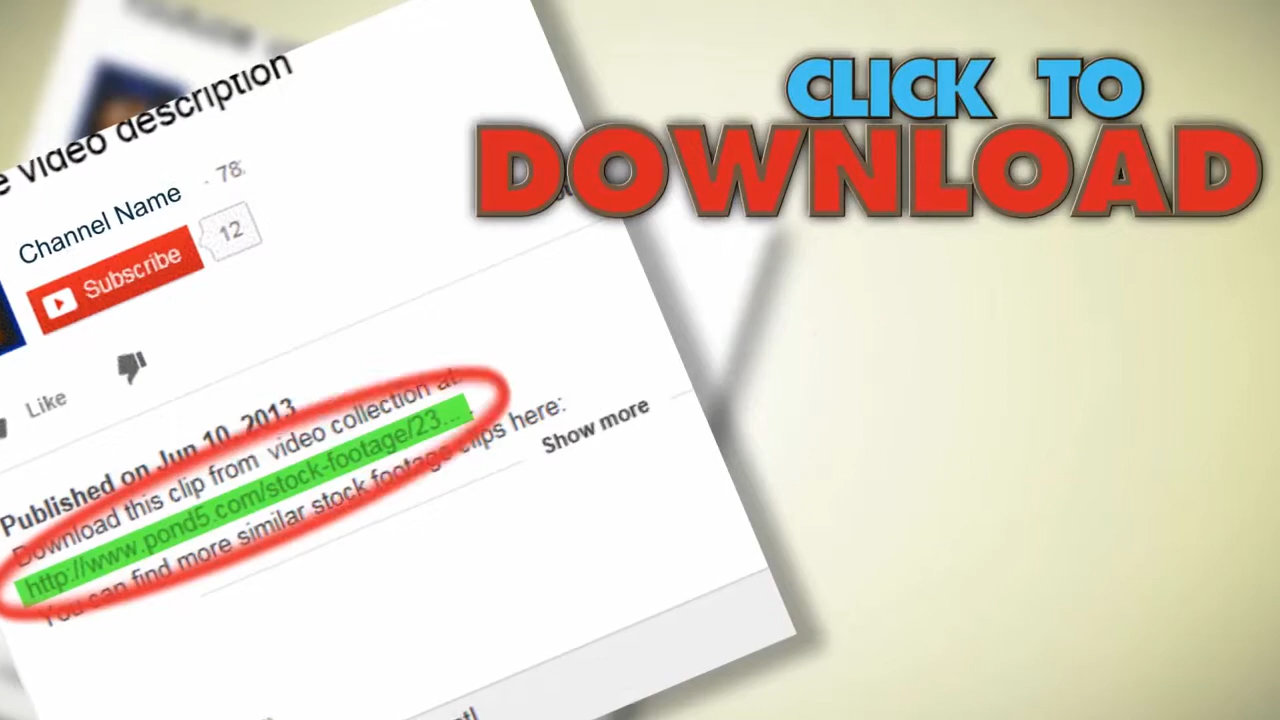 CLICK TO
DOWNLOAD
video description
Channel Name
78
Subscribe
12
Like
Published on Jun 10, 2013
Download this clip from video collection at
http://www.pond5.com/stock-footage/23...
You can find more similar stock footage clips here:
Show more